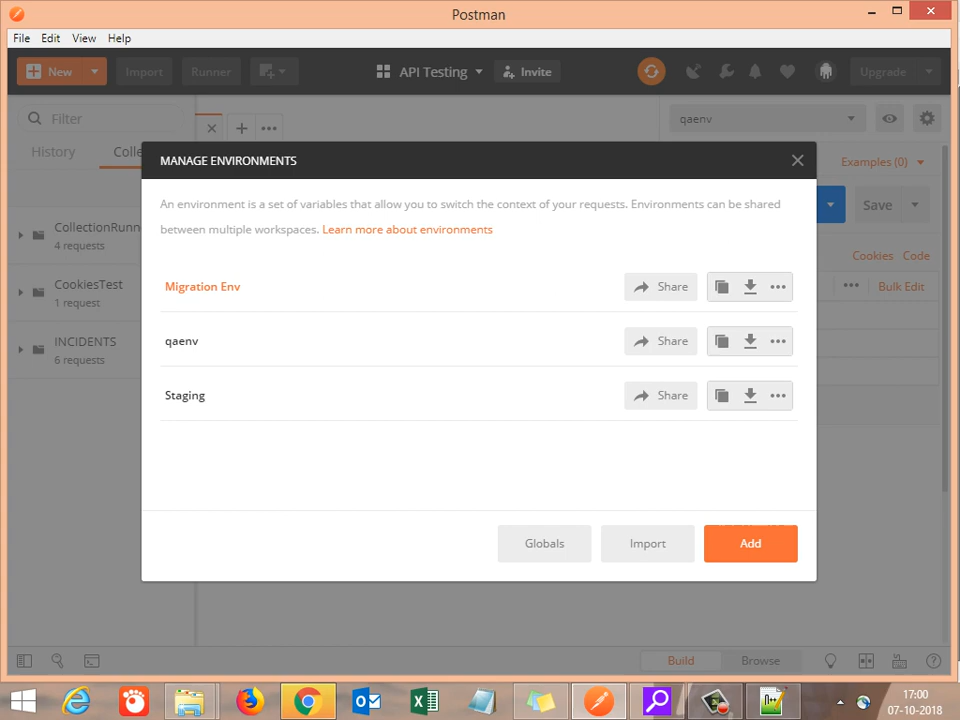 Postman
File Edit View Help
New Import Runner API Testing Invite Upgrade
Filter
qaenv
History Colle
Examples (0)
Save
Cookies Code
Bulk Edit
CollectionRunn
4 requests
CookiesTest
1 request
INCIDENTS
6 requests
MANAGE ENVIRONMENTS
An environment is a set of variables that allow you to switch the context of your requests. Environments can be shared
between multiple workspaces. Learn more about environments
Migration Env Share
qaenv Share
Staging Share
Globals Import Add
Build Browse
17:00
07-10-2018